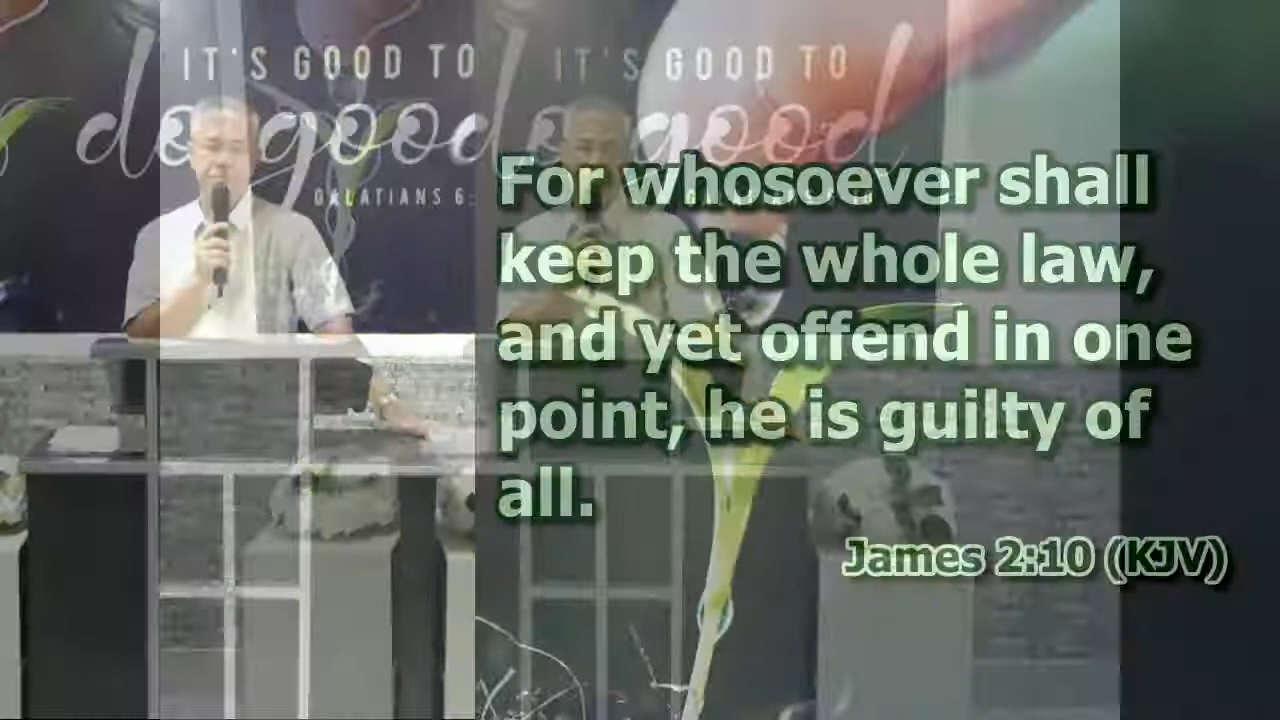 IT'S GOOD TO
do good
GALATIANS 6:
IT'S GOOD TO
do good
For whosoever shall
keep the whole law,
and yet offend in one
point, he is guilty of
all.
James 2:10 (KJV)